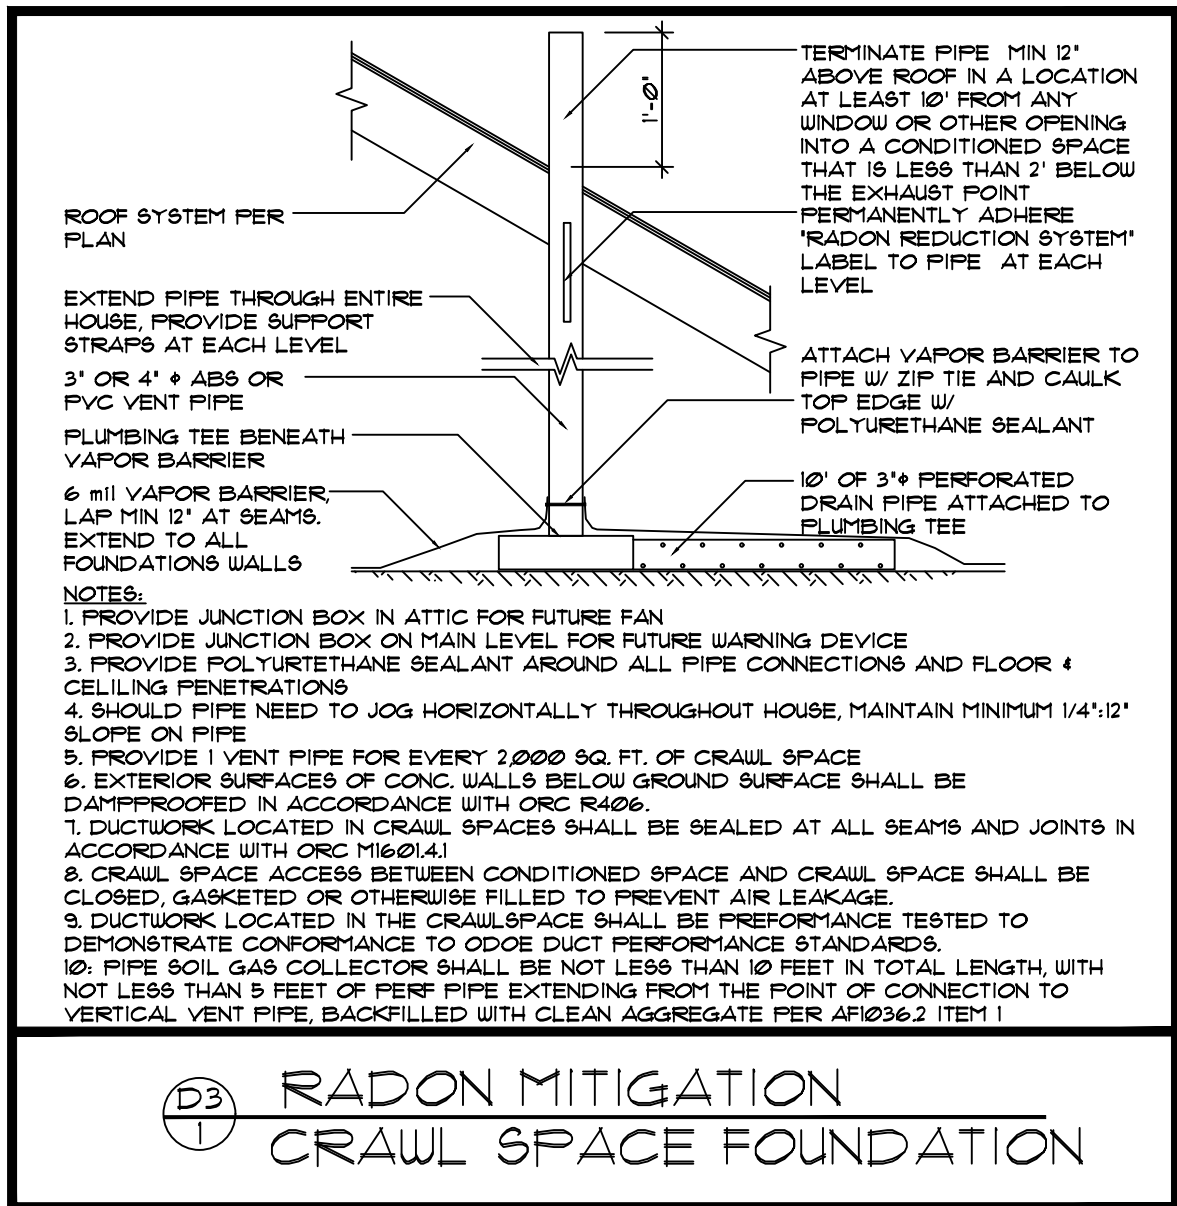 1'-0"
TERMINATE PIPE MIN 12"
ABOVE ROOF IN A LOCATION
AT LEAST 10' FROM ANY
WINDOW OR OTHER OPENING
INTO A CONDITIONED SPACE
THAT IS LESS THAN 2' BELOW
THE EXHAUST POINT
PERMANENTLY ADHERE
"RADON REDUCTION SYSTEM"
LABEL TO PIPE AT EACH
LEVEL
ROOF SYSTEM PER
PLAN
EXTEND PIPE THROUGH ENTIRE
HOUSE, PROVIDE SUPPORT
STRAPS AT EACH LEVEL
3" OR 4" ф ABS OR
PVC VENT PIPE
PLUMBING TEE BENEATH
VAPOR BARRIER
6 mil VAPOR BARRIER,
LAP MIN 12" AT SEAMS.
EXTEND TO ALL
FOUNDATIONS WALLS
ATTACH VAPOR BARRIER TO
PIPE W/ ZIP TIE AND CAULK
TOP EDGE W/
POLYURETHANE SEALANT
10' OF 3"ф PERFORATED
DRAIN PIPE ATTACHED TO
PLUMBING TEE
NOTES:
1. PROVIDE JUNCTION BOX IN ATTIC FOR FUTURE FAN
2. PROVIDE JUNCTION BOX ON MAIN LEVEL FOR FUTURE WARNING DEVICE
3. PROVIDE POLYURTETHANE SEALANT AROUND ALL PIPE CONNECTIONS AND FLOOR &
CELILING PENETRATIONS
4. SHOULD PIPE NEED TO JOG HORIZONTALLY THROUGHOUT HOUSE, MAINTAIN MINIMUM 1/4":12"
SLOPE ON PIPE
5. PROVIDE 1 VENT PIPE FOR EVERY 2,000 SQ. FT. OF CRAWL SPACE
6. EXTERIOR SURFACES OF CONC. WALLS BELOW GROUND SURFACE SHALL BE
DAMPPROOFED IN ACCORDANCE WITH ORC R406.
7. DUCTWORK LOCATED IN CRAWL SPACES SHALL BE SEALED AT ALL SEAMS AND JOINTS IN
ACCORDANCE WITH ORC M1601.4.1
8. CRAWL SPACE ACCESS BETWEEN CONDITIONED SPACE AND CRAWL SPACE SHALL BE
CLOSED, GASKETED OR OTHERWISE FILLED TO PREVENT AIR LEAKAGE.
9. DUCTWORK LOCATED IN THE CRAWLSPACE SHALL BE PREFORMANCE TESTED TO
DEMONSTRATE CONFORMANCE TO ODOE DUCT PERFORMANCE STANDARDS.
10: PIPE SOIL GAS COLLECTOR SHALL BE NOT LESS THAN 10 FEET IN TOTAL LENGTH, WITH
NOT LESS THAN 5 FEET OF PERF PIPE EXTENDING FROM THE POINT OF CONNECTION TO
VERTICAL VENT PIPE, BACKFILLED WITH CLEAN AGGREGATE PER AF1036.2 ITEM 1
D3
1
RADON MITIGATION
CRAWL SPACE FOUNDATION